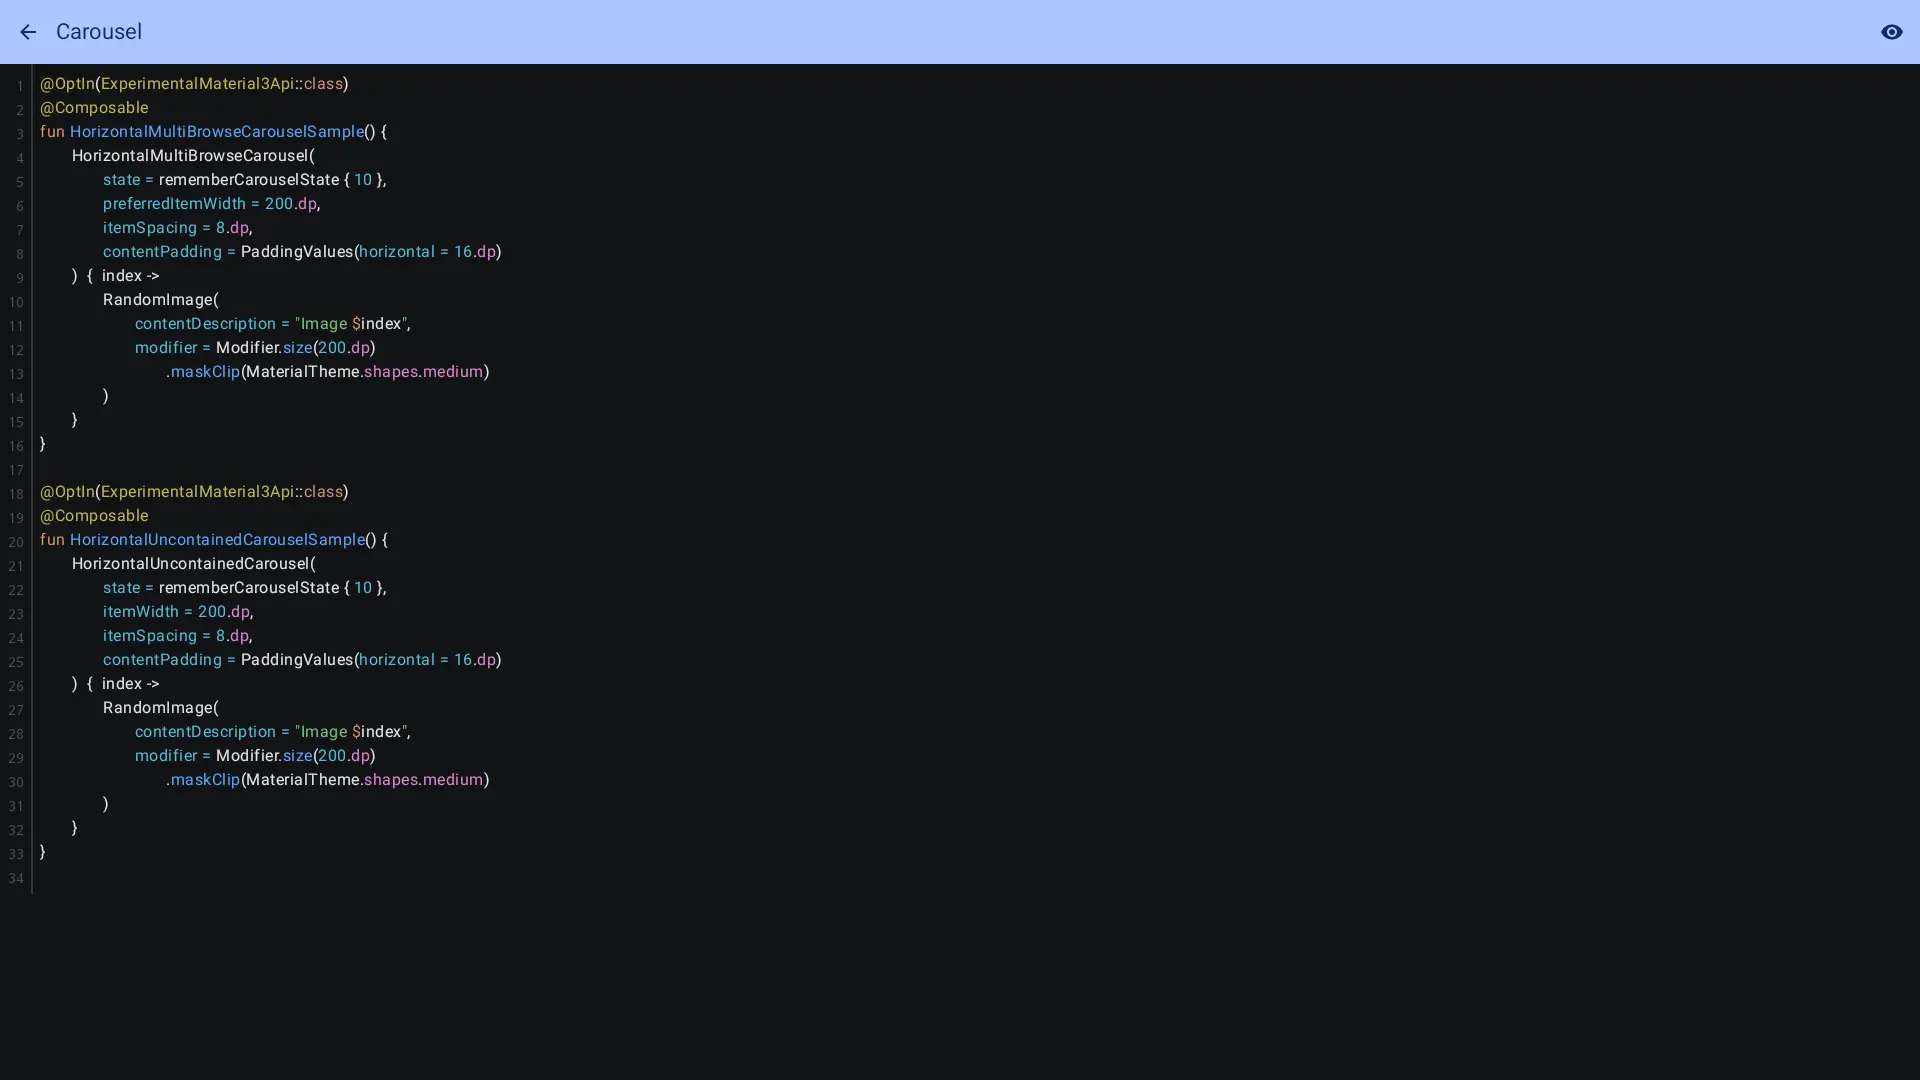 Carousel
1 @OptIn(ExperimentalMaterial3Api::class)
2 @Composable
3 fun HorizontalMultiBrowseCarouselSample() {
4 HorizontalMultiBrowseCarousel(
5 state = rememberCarouselState { 10 },
6 preferredItemWidth = 200.dp,
7 itemSpacing = 8.dp,
8 contentPadding = PaddingValues(horizontal = 16.dp)
9 ) { index ->
10 RandomImage(
11 contentDescription = "Image $index",
12 modifier = Modifier.size(200.dp)
13 .maskClip(MaterialTheme.shapes.medium)
14 )
15 }
16 }
17
18 @OptIn(ExperimentalMaterial3Api::class)
19 @Composable
20 fun HorizontalUncontainedCarouselSample() {
21 HorizontalUncontainedCarousel(
22 state = rememberCarouselState { 10 },
23 itemWidth = 200.dp,
24 itemSpacing = 8.dp,
25 contentPadding = PaddingValues(horizontal = 16.dp)
26 ) { index ->
27 RandomImage(
28 contentDescription = "Image $index",
29 modifier = Modifier.size(200.dp)
30 .maskClip(MaterialTheme.shapes.medium)
31 )
32 }
33 }
34